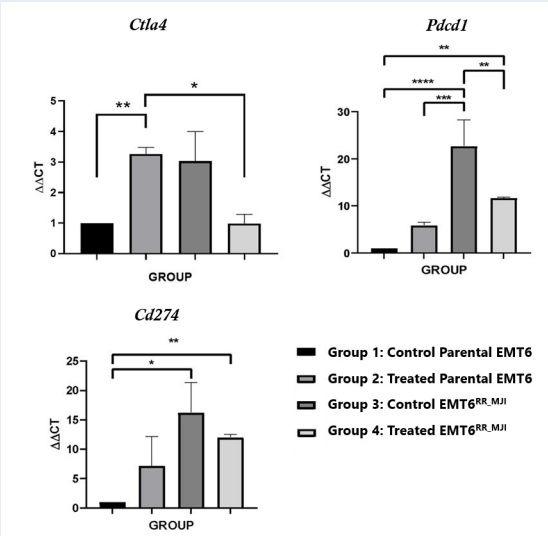 Ctla4
**
*
5
4
3
2
1
0
ΔΔCT
GROUP
Pdcd1
**
**
****
***
30
20
10
0
ΔΔCT
GROUP
Cd274
**
*
25
20
15
10
5
0
ΔΔCT
GROUP
Group 1: Control Parental EMT6
Group 2: Treated Parental EMT6
Group 3: Control EMT6RR_MJI
Group 4: Treated EMT6RR_MJI